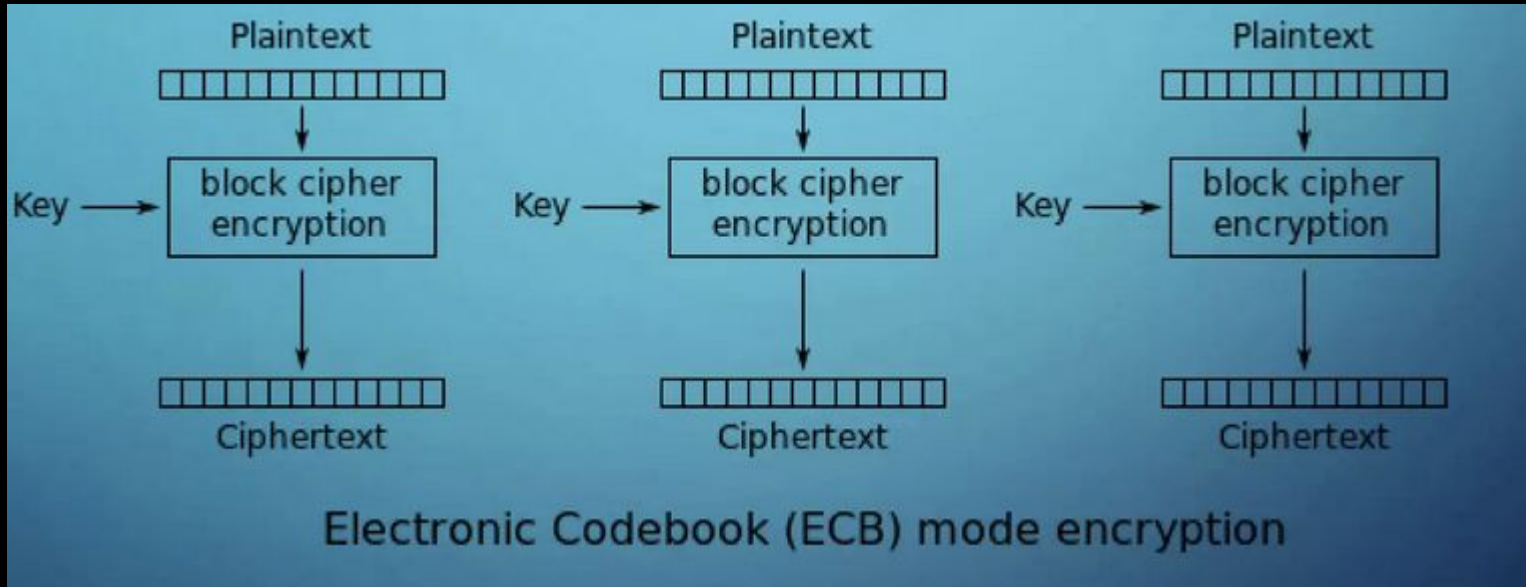 Plaintext
Plaintext
Plaintext
Key
block cipher
encryption
Key
block cipher
encryption
Key
block cipher
encryption
Ciphertext
Ciphertext
Ciphertext
Electronic Codebook (ECB) mode encryption